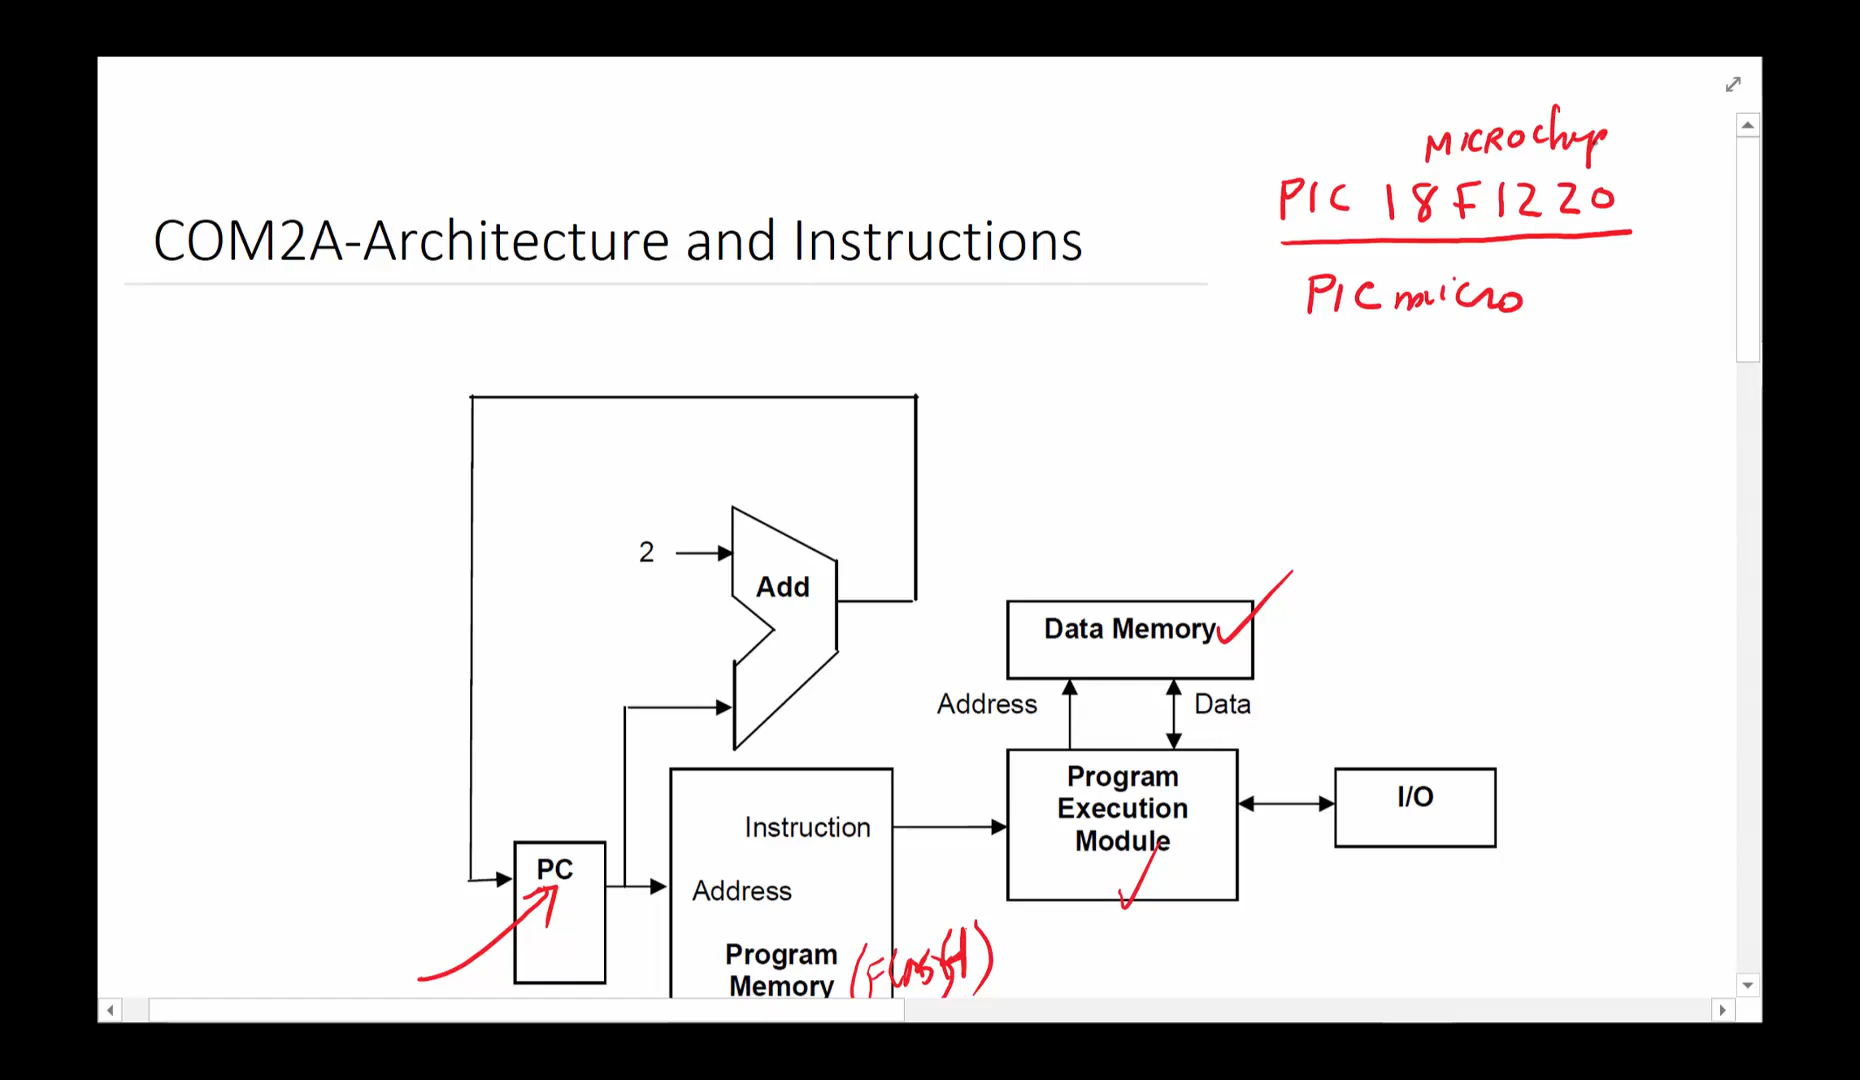 MICROchip
PIC 18F1220
COM2A-Architecture and Instructions
PIC micro
2
Add
Data Memory
Address
Data
Program
Execution
Module
I/O
Instruction
PC
Address
Program
Memory